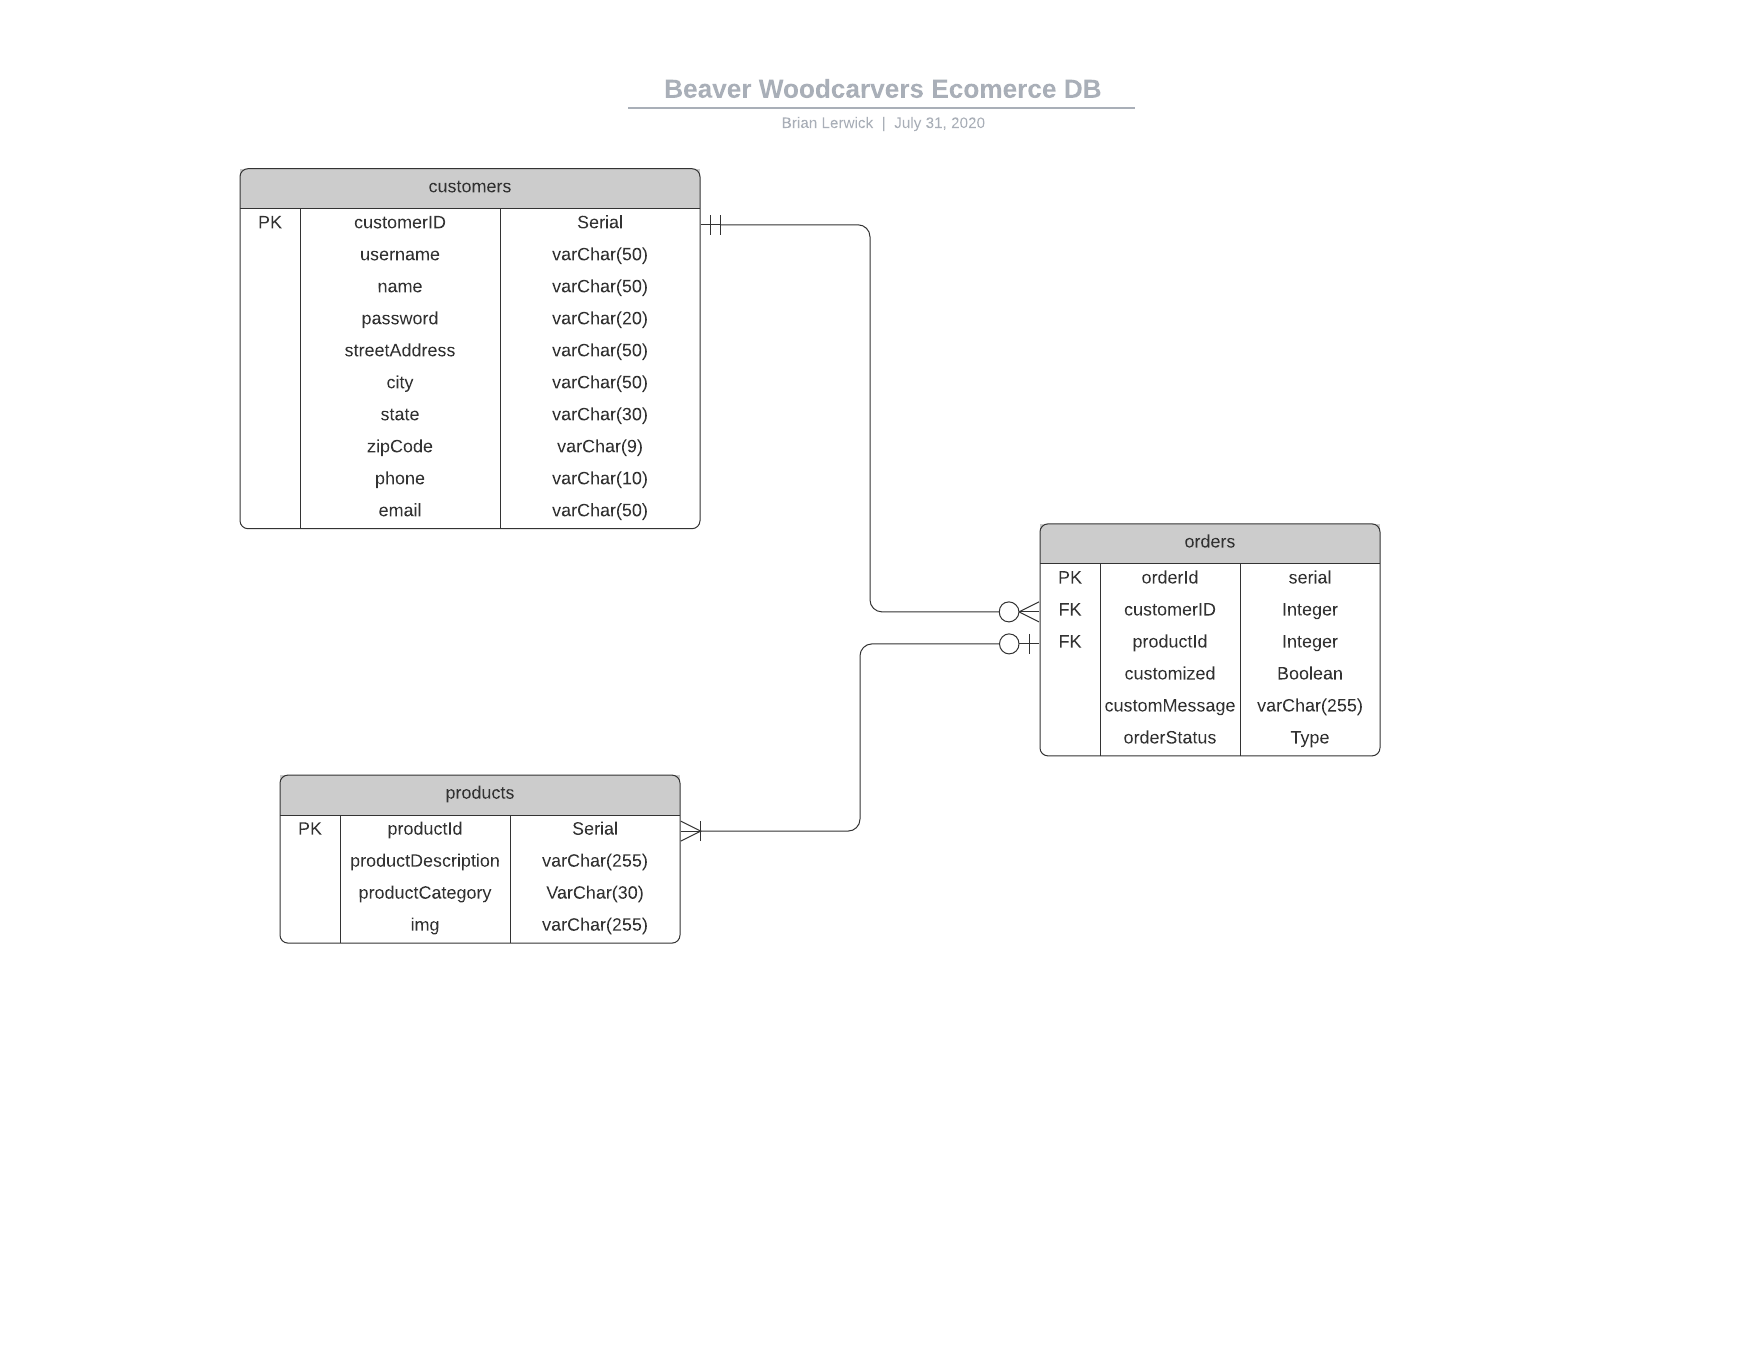 Beaver Woodcarvers Ecomerce DB
Brian Lerwick | July 31, 2020
customers
PK customerID Serial
username varChar(50)
name varChar(50)
password varChar(20)
streetAddress varChar(50)
city varChar(50)
state varChar(30)
zipCode varChar(9)
phone varChar(10)
email varChar(50)
orders
PK orderId serial
FK customerID Integer
FK productId Integer
customized Boolean
customMessage varChar(255)
orderStatus Type
products
PK productId Serial
productDescription varChar(255)
productCategory VarChar(30)
img varChar(255)